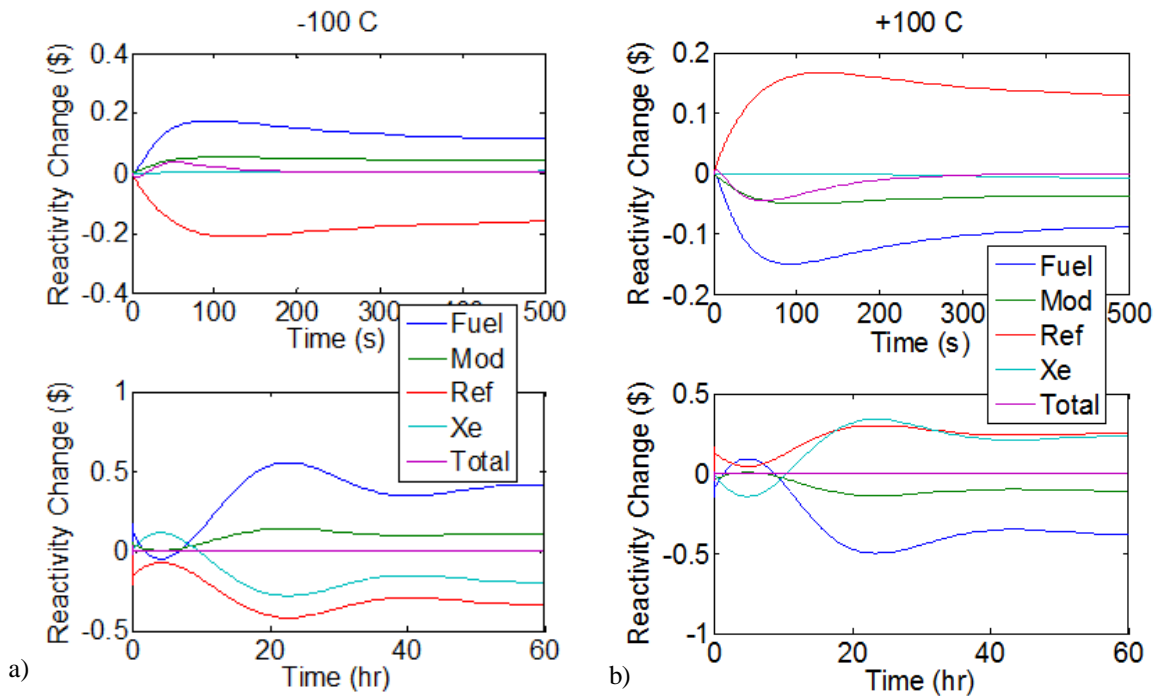 -100 C
Reactivity Change ($)
0.4
0.2
0
-0.2
-0.4
0 100 200 300 400 500
Time (s)
Fuel
Mod
Ref
Xe
Total
Reactivity Change ($)
1
0.5
0
-0.5
0 20 40 60
Time (hr)
a)
+100 C
Reactivity Change ($)
0.2
0.1
0
-0.1
-0.2
0 100 200 300 400 500
Time (s)
Fuel
Mod
Ref
Xe
Total
Reactivity Change ($)
0.5
0
-0.5
-1
0 20 40 60
Time (hr)
b)